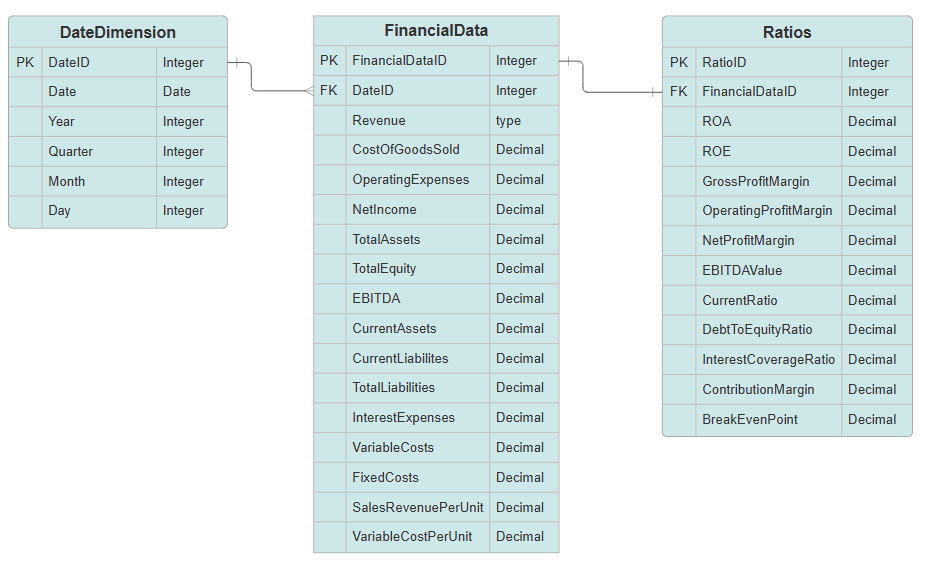 DateDimension
PK DateID Integer
Date Date
Year Integer
Quarter Integer
Month Integer
Day Integer
FinancialData
PK FinancialDataID Integer
FK DateID Integer
Revenue type
CostOfGoodsSold Decimal
OperatingExpenses Decimal
NetIncome Decimal
TotalAssets Decimal
TotalEquity Decimal
EBITDA Decimal
CurrentAssets Decimal
CurrentLiabilites Decimal
TotalLiabilities Decimal
InterestExpenses Decimal
VariableCosts Decimal
FixedCosts Decimal
SalesRevenuePerUnit Decimal
VariableCostPerUnit Decimal
Ratios
PK RatioID Integer
FK FinancialDataID Integer
ROA Decimal
ROE Decimal
GrossProfitMargin Decimal
OperatingProfitMargin Decimal
NetProfitMargin Decimal
EBITDAValue Decimal
CurrentRatio Decimal
DebtToEquityRatio Decimal
InterestCoverageRatio Decimal
ContributionMargin Decimal
BreakEvenPoint Decimal